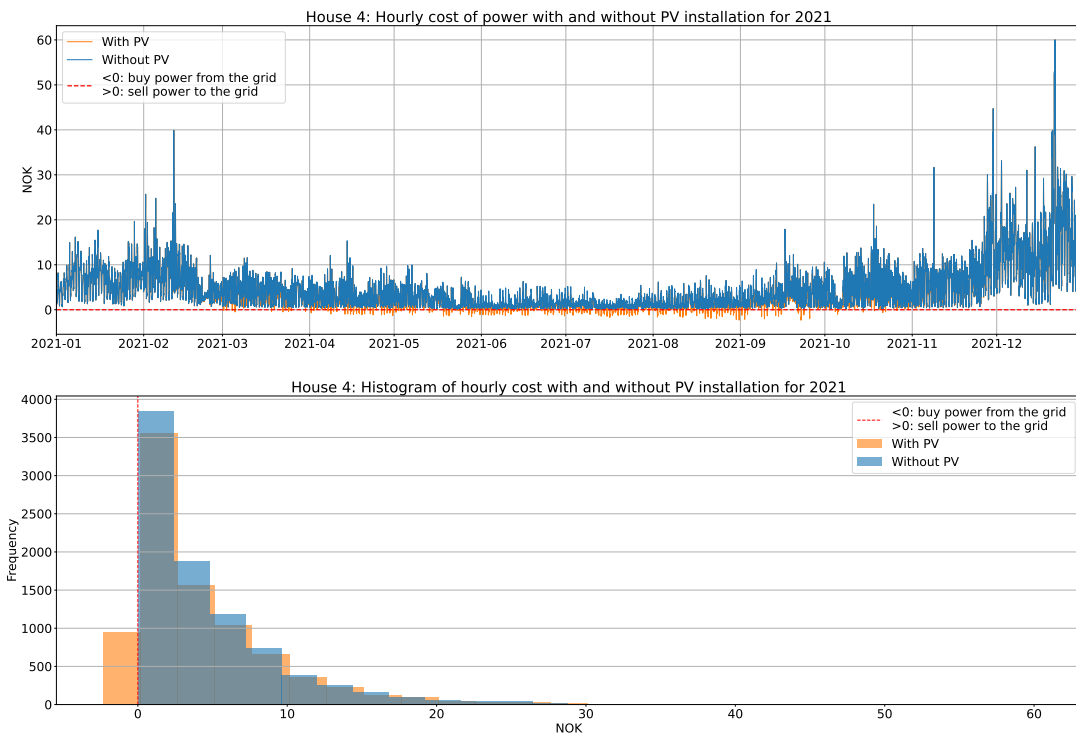 House 4: Hourly cost of power with and without PV installation for 2021
With PV
Without PV
<0: buy power from the grid
>0: sell power to the grid
NOK
60
50
40
30
20
10
0
2021-01 2021-02 2021-03 2021-04 2021-05 2021-06 2021-07 2021-08 2021-09 2021-10 2021-11 2021-12
House 4: Histogram of hourly cost with and without PV installation for 2021
<0: buy power from the grid
>0: sell power to the grid
With PV
Without PV
Frequency
4000
3500
3000
2500
2000
1500
1000
500
0
0 10 20 30 40 50 60
NOK